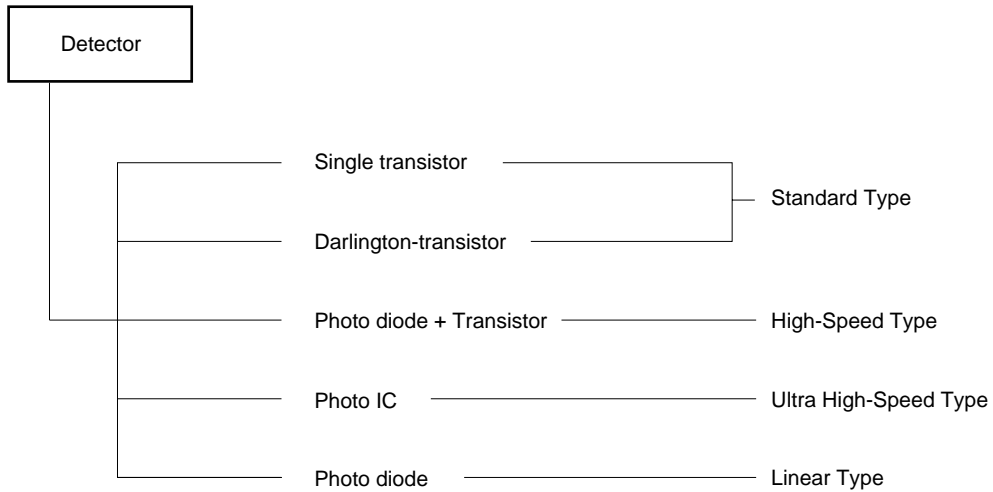 Detector
Single transistor
Standard Type
Darlington-transistor
Photo diode + Transistor High-Speed Type
Photo IC Ultra High-Speed Type
Photo diode Linear Type